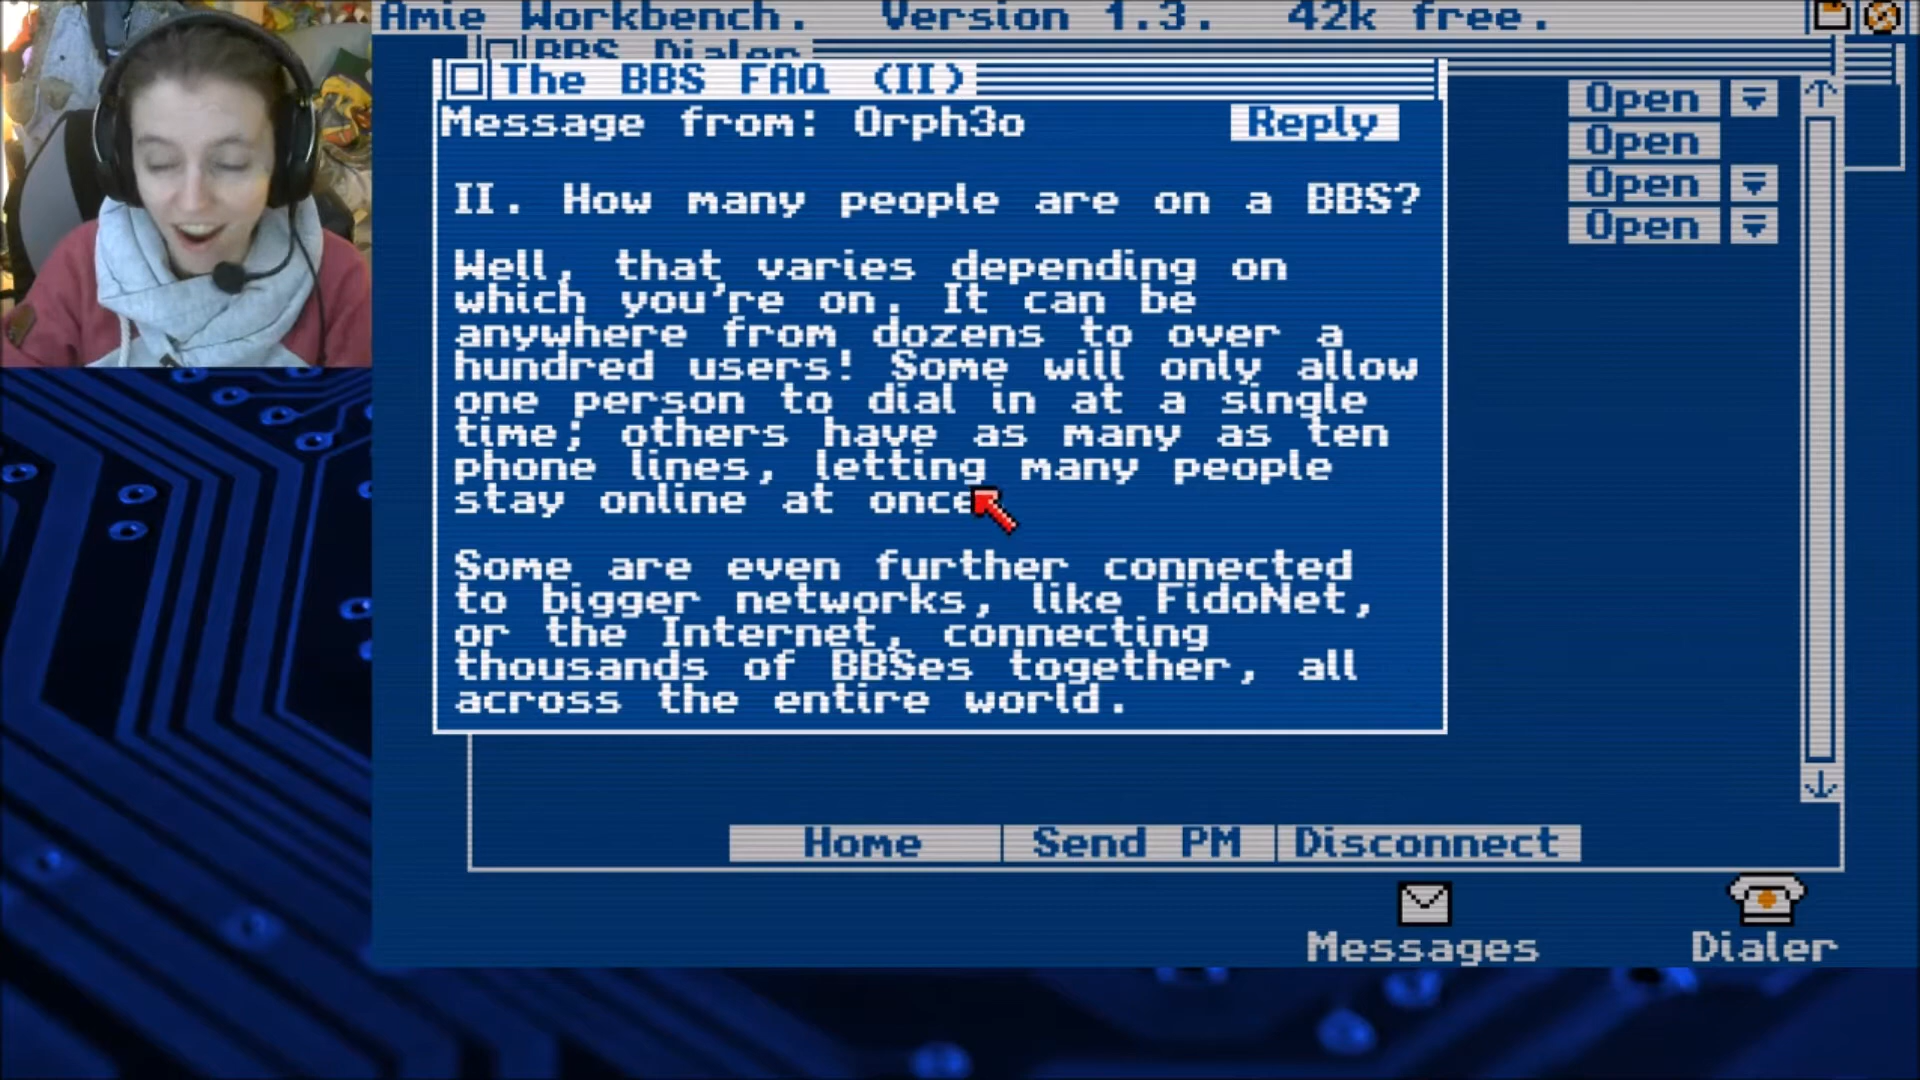 Amie Workbench. Version 1.3. 42k free.
BBS Dialer
The BBS FAQ (II)
Message from: Orph3o
Reply
II. How many people are on a BBS?
Well, that varies depending on
which you're on. It can be
anywhere from dozens to over a
hundred users! Some will only allow
one person to dial in at a single
time; others have as many as ten
phone lines, letting many people
stay online at once
Some are even further connected
to bigger networks, like FidoNet,
or the Internet, connecting
thousands of BBSes together, all
across the entire world.
Open
Open
Open
Open
Home Send PM Disconnect
Messages Dialer